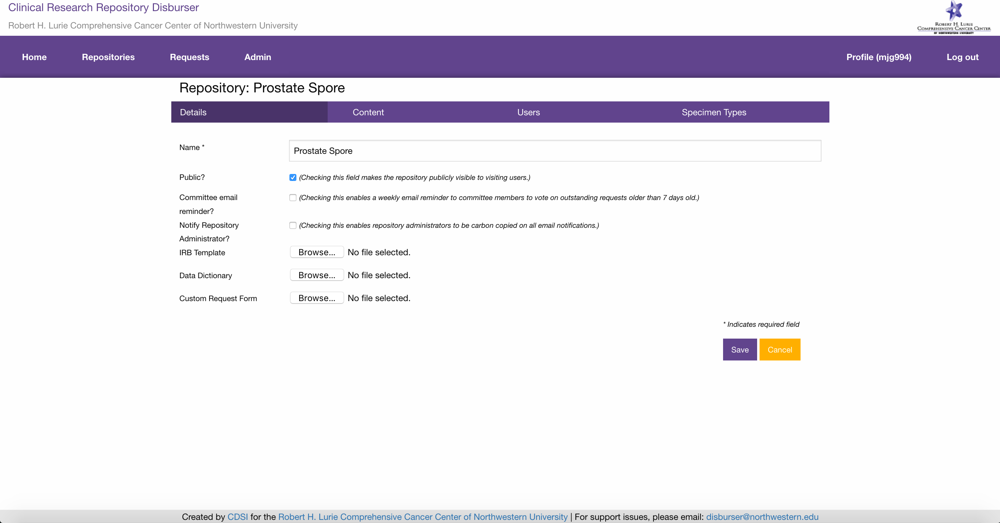 Clinical Research Repository Disburser
Robert H. Lurie Comprehensive Cancer Center of Northwestern University
ROBERT H. LURIE
COMPREHENSIVE CANCER CENTER
OF NORTHWESTERN UNIVERSITY
Home Repositories Requests Admin Profile (mjg994) Log out
Repository: Prostate Spore
Details Content Users Specimen Types
Name * Prostate Spore
Public? (Checking this field makes the repository publicly visible to visiting users.)
Committee email (Checking this enables a weekly email reminder to committee members to vote on outstanding requests older than 7 days old.)
reminder?
Notify Repository (Checking this enables repository administrators to be carbon copied on all email notifications.)
Administrator?
IRB Template Browse... No file selected.
Data Dictionary Browse... No file selected.
Custom Request Form Browse... No file selected.
* Indicates required field
Save Cancel
Created by CDSI for the Robert H. Lurie Comprehensive Cancer Center of Northwestern University | For support issues, please email: disburser@northwestern.edu